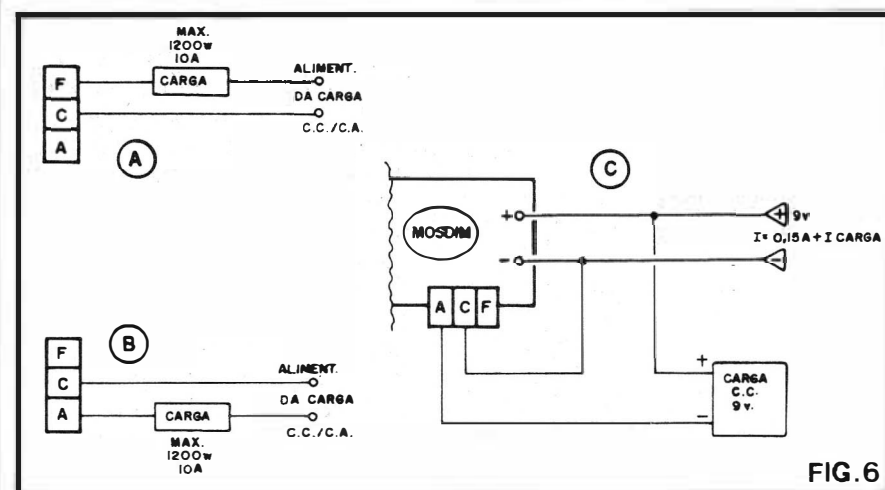 MAX.
1200w
10A
F
CARGA
ALIMENT.
DA CARGA
C
C.C./C.A.
A
A
C
MOSDIM
+
-
+ 9v
I= 0,15A + I CARGA
-
A C F
B
F
C
ALIMENT.
DA CARGA
A
CARGA
C.C./C.A.
MAX.
1200w
10A
+
-
CARGA
C.C.
9 v.
FIG.6